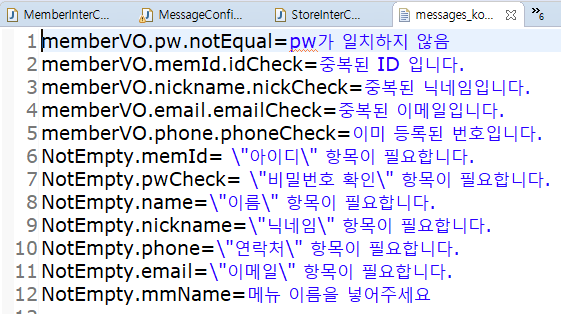 MemberInterC... MessageConfi... StoreInterC... messages_ko... »6
1 memberVO.pw.notEqual=pw가 일치하지 않음
2 memberVO.memId.idCheck=중복된 ID 입니다.
3 memberVO.nickname.nickCheck=중복된 닉네임입니다.
4 memberVO.email.emailCheck=중복된 이메일입니다.
5 memberVO.phone.phoneCheck=이미 등록된 번호입니다.
6 NotEmpty.memId= \"아이디\" 항목이 필요합니다.
7 NotEmpty.pwCheck= \"비밀번호 확인\" 항목이 필요합니다.
8 NotEmpty.name=\"이름\" 항목이 필요합니다.
9 NotEmpty.nickname=\"닉네임\" 항목이 필요합니다.
10 NotEmpty.phone=\"연락처\" 항목이 필요합니다.
11 NotEmpty.email=\"이메일\" 항목이 필요합니다.
12 NotEmpty.mmName=메뉴 이름을 넣어주세요